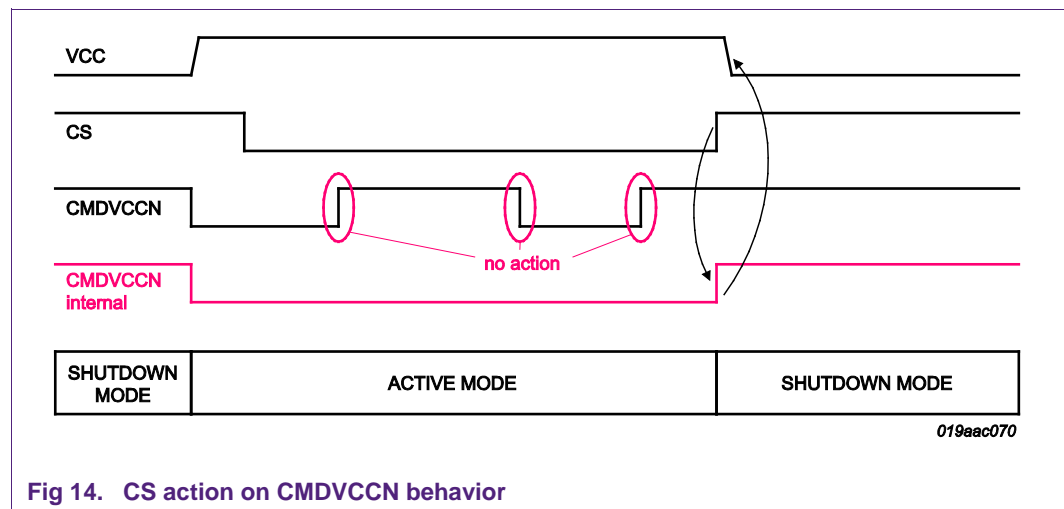 VCC
CS
CMDVCCN
no action
CMDVCCN
internal
SHUTDOWN
MODE
ACTIVE MODE
SHUTDOWN MODE
019aac070
Fig 14. CS action on CMDVCCN behavior